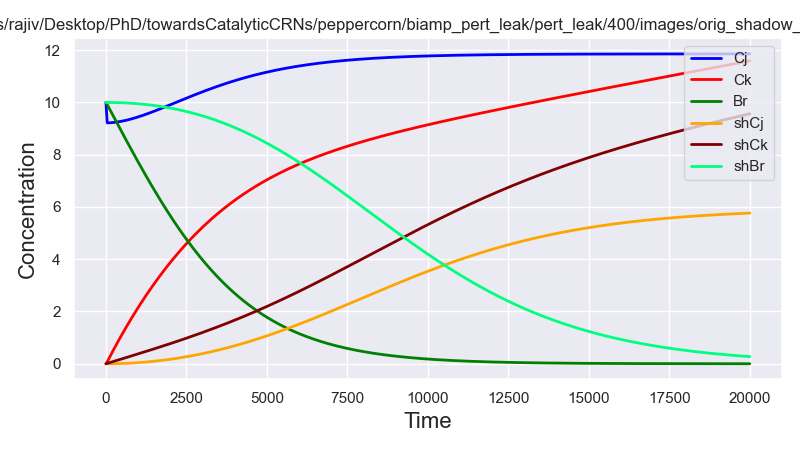 s/rajiv/Desktop/PhD/towardsCatalyticCRNs/peppercorn/biamp_pert_leak/pert_leak/400/images/orig_shadow_
12
10
8
6
4
2
0
Concentration
Cj
Ck
Br
shCj
shCk
shBr
0 2500 5000 7500 10000 12500 15000 17500 20000
Time